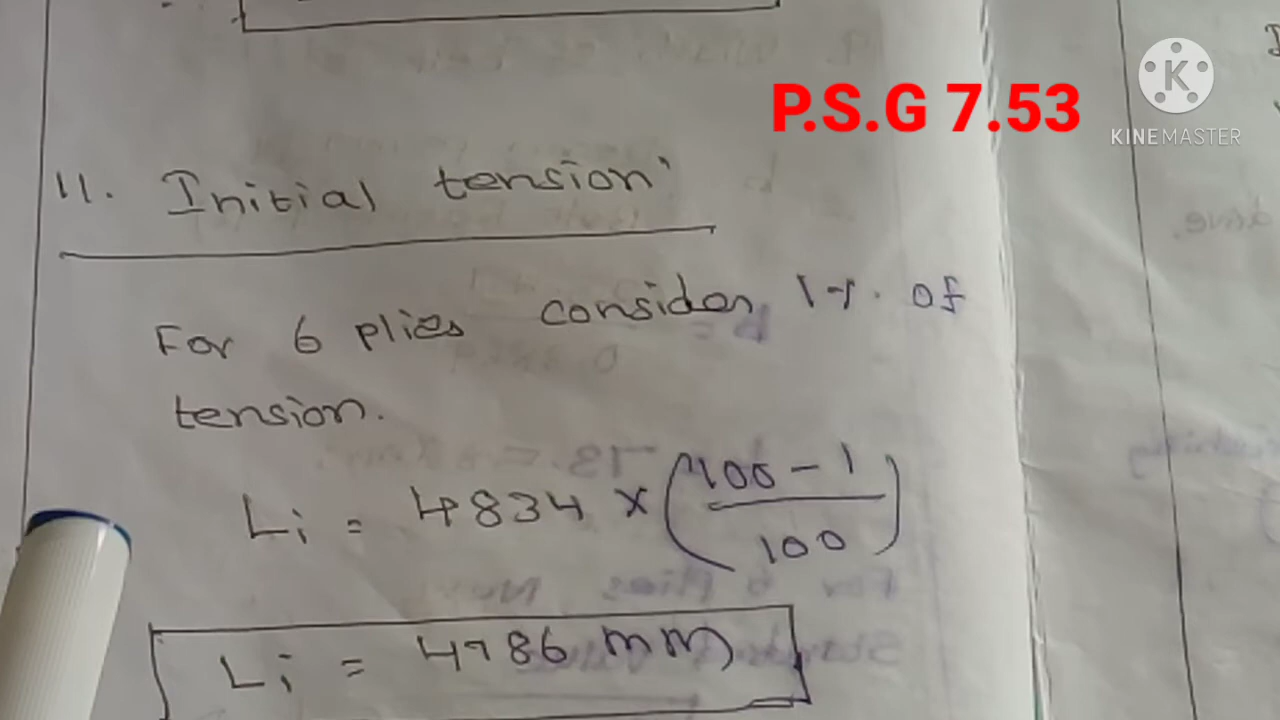 P.S.G 7.53
KINEMASTER
11. Initial tension:
For 6 plies consider 1%. of
tension.
Li = 4834 x (100 - 1 / 100)
Li = 4786 mm